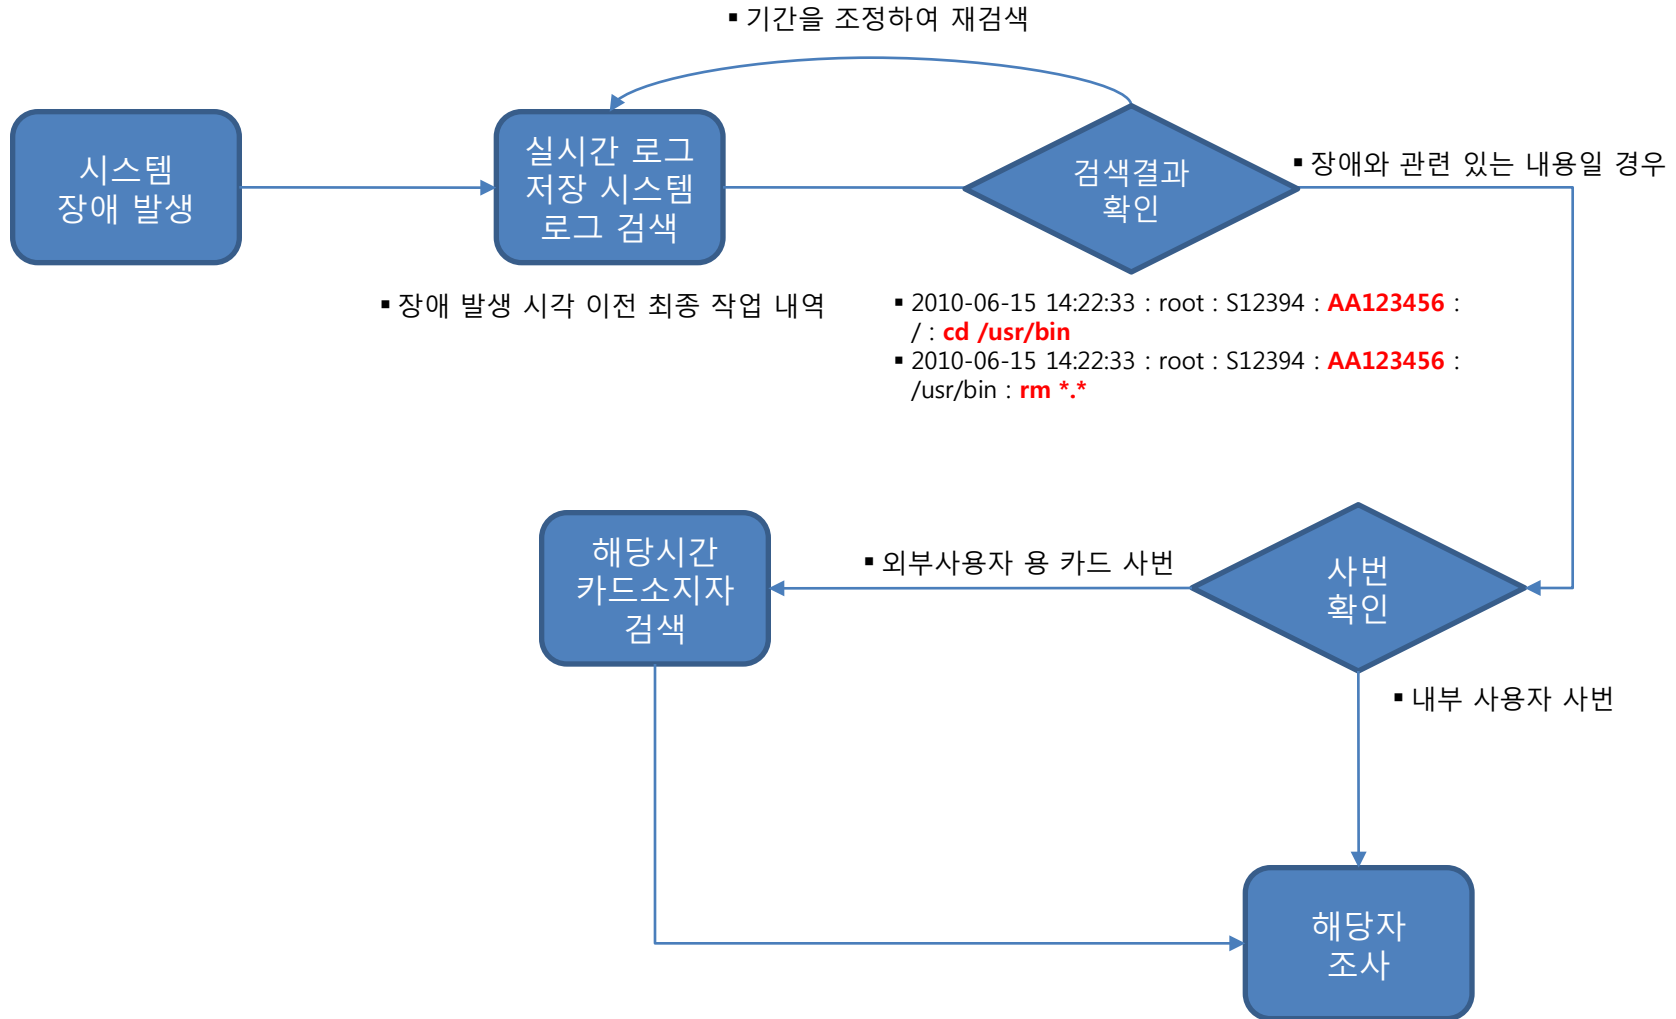 ▪ 기간을 조정하여 재검색
시스템
장애 발생
실시간 로그
저장 시스템
로그 검색
검색결과
확인
▪ 장애와 관련 있는 내용일 경우
▪ 장애 발생 시각 이전 최종 작업 내역
▪ 2010-06-15 14:22:33 : root : S12394 : AA123456 :
/ : cd /usr/bin
▪ 2010-06-15 14:22:33 : root : S12394 : AA123456 :
/usr/bin : rm *.*
해당시간
카드소지자
검색
▪ 외부사용자 용 카드 사번
사번
확인
▪ 내부 사용자 사번
해당자
조사